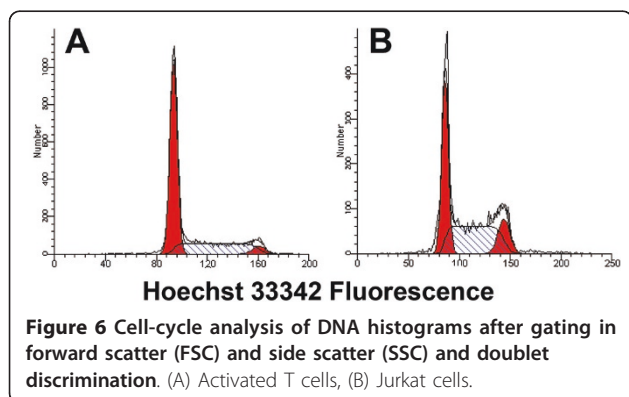 A
B
Number
1000
800
600
400
200
0
0
40
80
120
160
200
Number
400
300
200
100
0
0
50
100
150
200
250
Hoechst 33342 Fluorescence
Figure 6 Cell-cycle analysis of DNA histograms after gating in
forward scatter (FSC) and side scatter (SSC) and doublet
discrimination. (A) Activated T cells, (B) Jurkat cells.